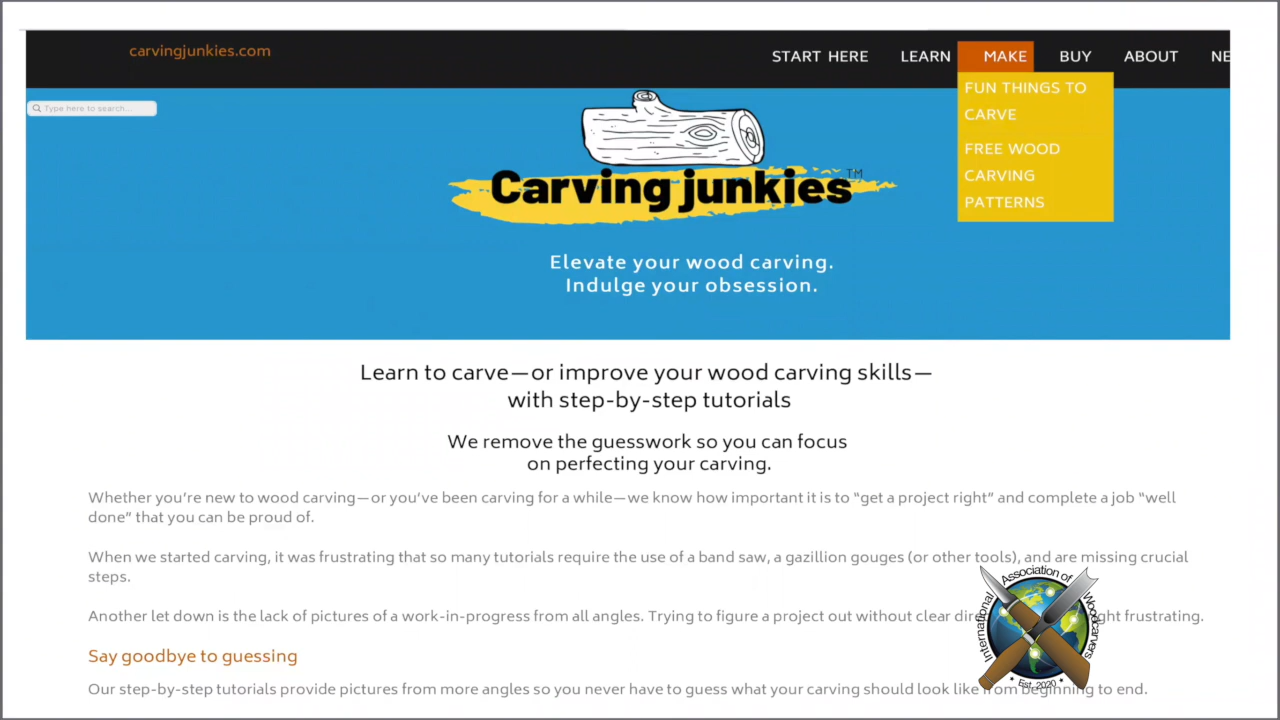 carvingjunkies.com
START HERE LEARN MAKE BUY ABOUT NE
Type here to search...
FUN THINGS TO
CARVE
FREE WOOD
CARVING
PATTERNS
Carving junkies™
Elevate your wood carving.
Indulge your obsession.
Learn to carve—or improve your wood carving skills—
with step-by-step tutorials
We remove the guesswork so you can focus
on perfecting your carving.
Whether you're new to wood carving—or you've been carving for a while—we know how important it is to “get a project right” and complete a job “well
done” that you can be proud of.
When we started carving, it was frustrating that so many tutorials require the use of a band saw, a gazillion gouges (or other tools), and are missing crucial
steps.
Another let down is the lack of pictures of a work-in-progress from all angles. Trying to figure a project out without clear frustrating.
Say goodbye to guessing
Our step-by-step tutorials provide pictures from more angles so you never have to guess what your carving should look like from beginning to end.
International Association of Woodcarvers
Est. 2020